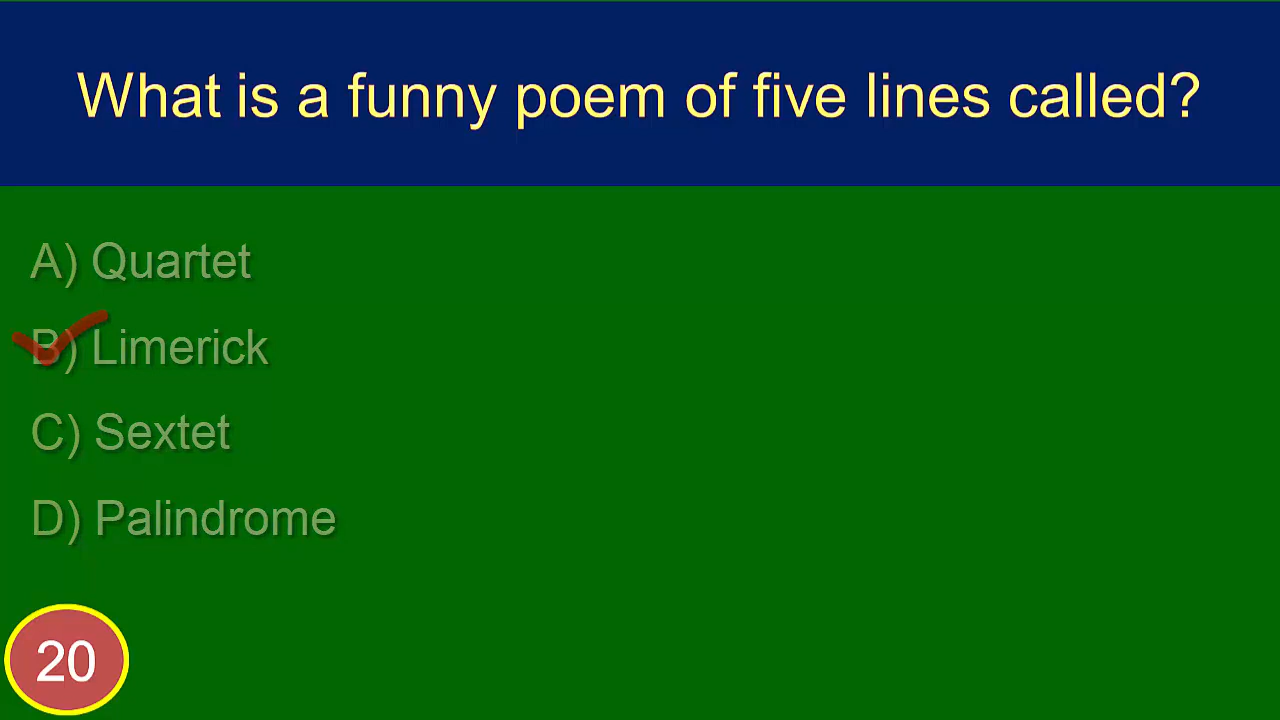 What is a funny poem of five lines called?
A) Quartet
B) Limerick
C) Sextet
D) Palindrome
20